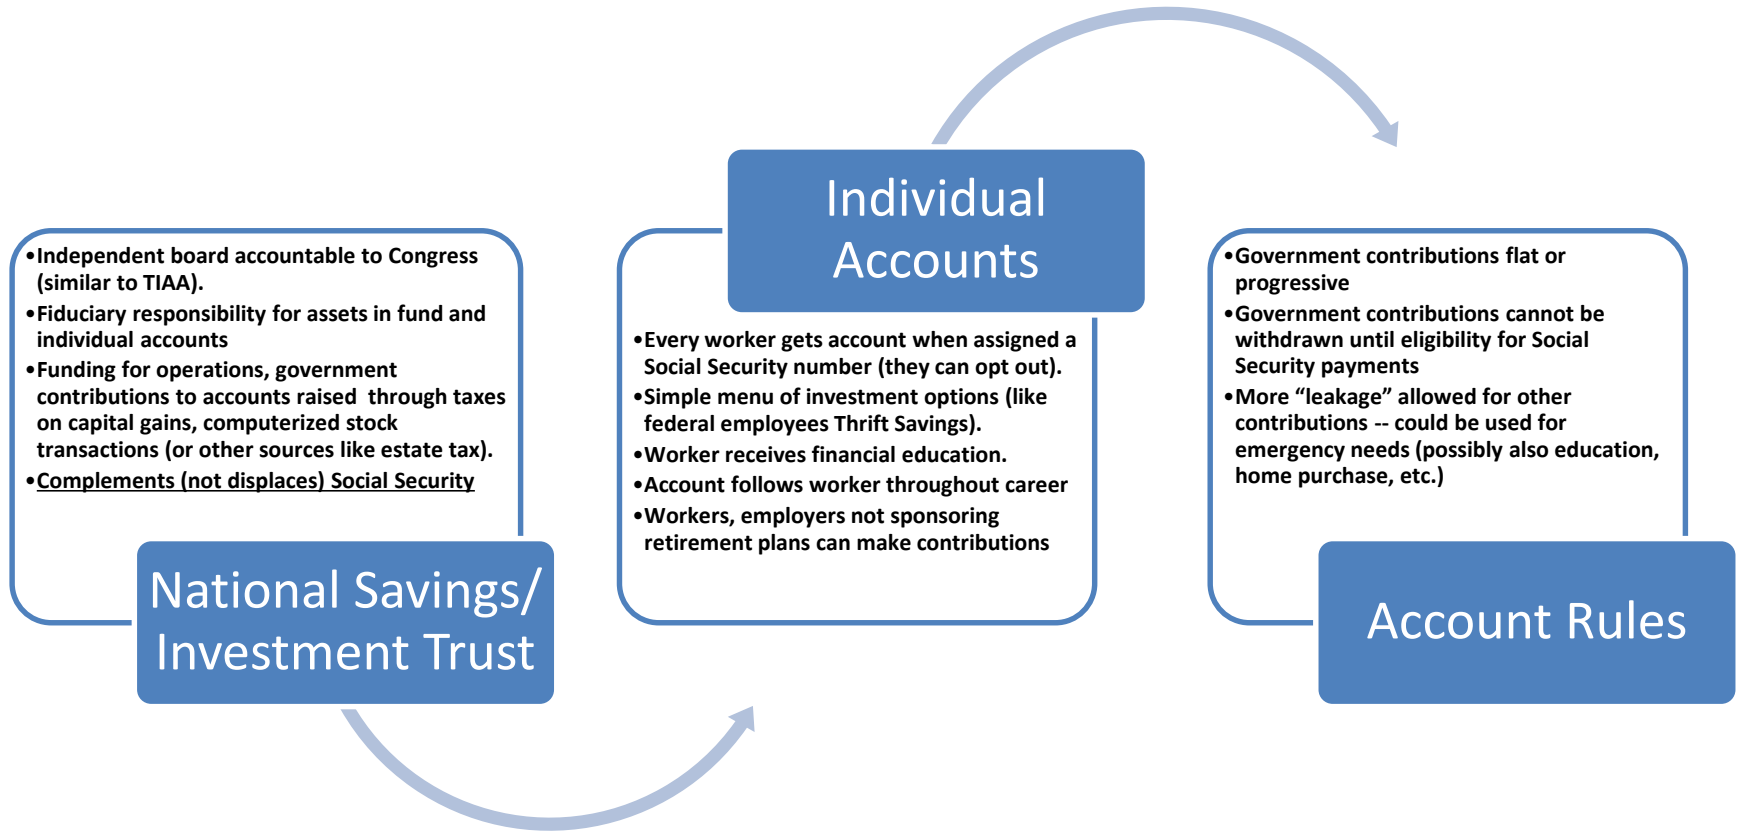 •Independent board accountable to Congress
(similar to TIAA).
•Fiduciary responsibility for assets in fund and
individual accounts
•Funding for operations, government
contributions to accounts raised through taxes
on capital gains, computerized stock
transactions (or other sources like estate tax).
•Complements (not displaces) Social Security
National Savings/
Investment Trust
Individual
Accounts
•Every worker gets account when assigned a
Social Security number (they can opt out).
•Simple menu of investment options (like
federal employees Thrift Savings).
•Worker receives financial education.
•Account follows worker throughout career
•Workers, employers not sponsoring
retirement plans can make contributions
•Government contributions flat or
progressive
•Government contributions cannot be
withdrawn until eligibility for Social
Security payments
•More “leakage” allowed for other
contributions -- could be used for
emergency needs (possibly also education,
home purchase, etc.)
Account Rules